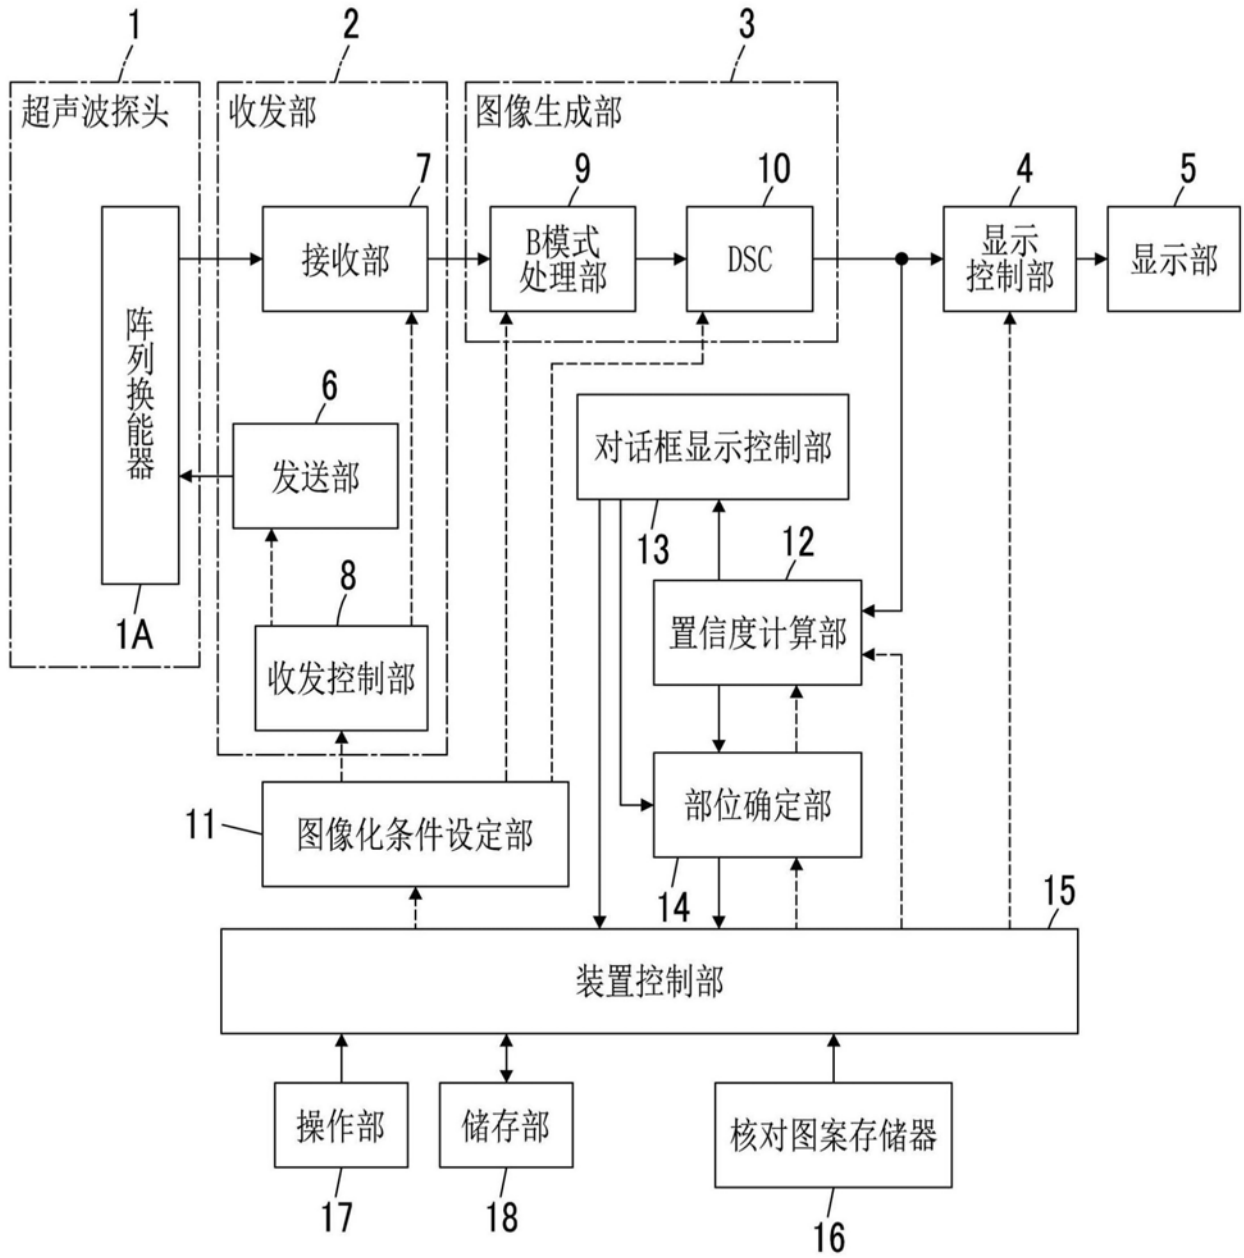 1
2
3
超声波探头
收发部
图像生成部
7
9
10
4
5
接收部
B模式
处理部
DSC
显示
控制部
显示部
阵列换能器
6
发送部
对话框显示控制部
13
12
1A
8
置信度计算部
收发控制部
部位确定部
11
图像化条件设定部
14
15
装置控制部
操作部
储存部
核对图案存储器
17
18
16